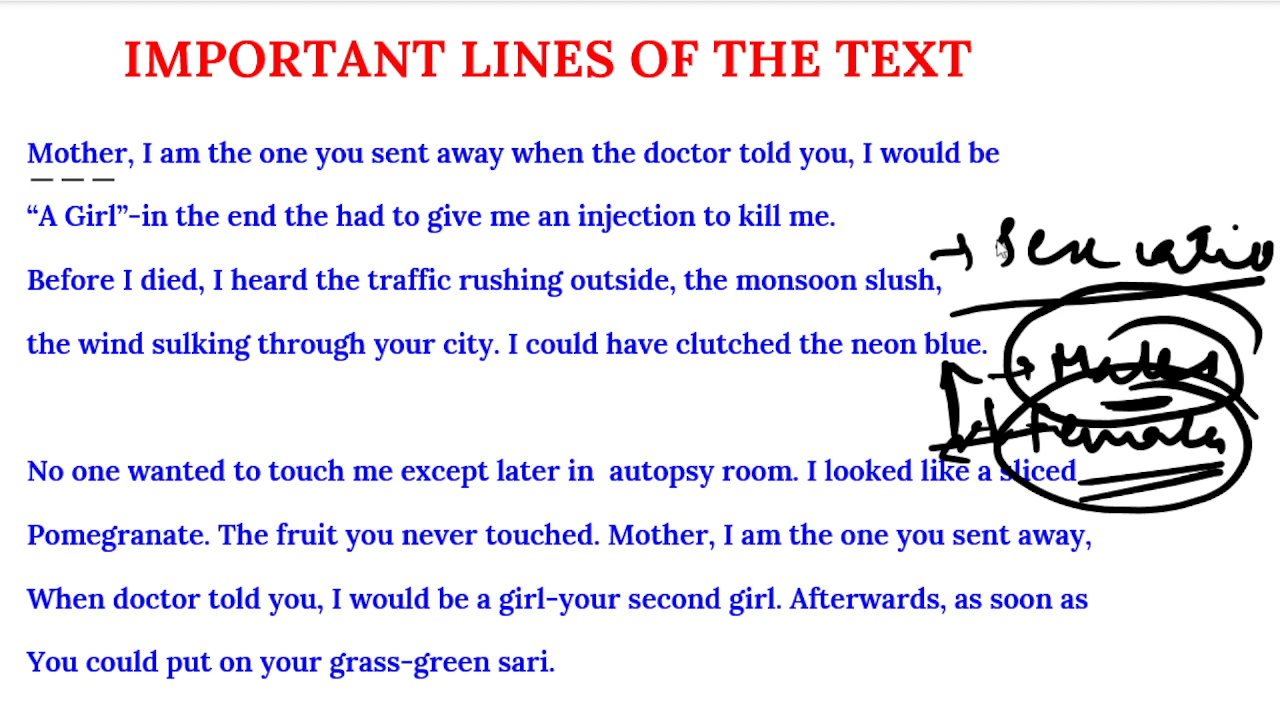 IMPORTANT LINES OF THE TEXT
Mother, I am the one you sent away when the doctor told you, I would be
“A Girl”-in the end the had to give me an injection to kill me.
→ Sex ratio
Before I died, I heard the traffic rushing outside, the monsoon slush,
the wind sulking through your city. I could have clutched the neon blue.
→ Males
Female
No one wanted to touch me except later in autopsy room. I looked like a sliced
Pomegranate. The fruit you never touched. Mother, I am the one you sent away,
When doctor told you, I would be a girl-your second girl. Afterwards, as soon as
You could put on your grass-green sari.